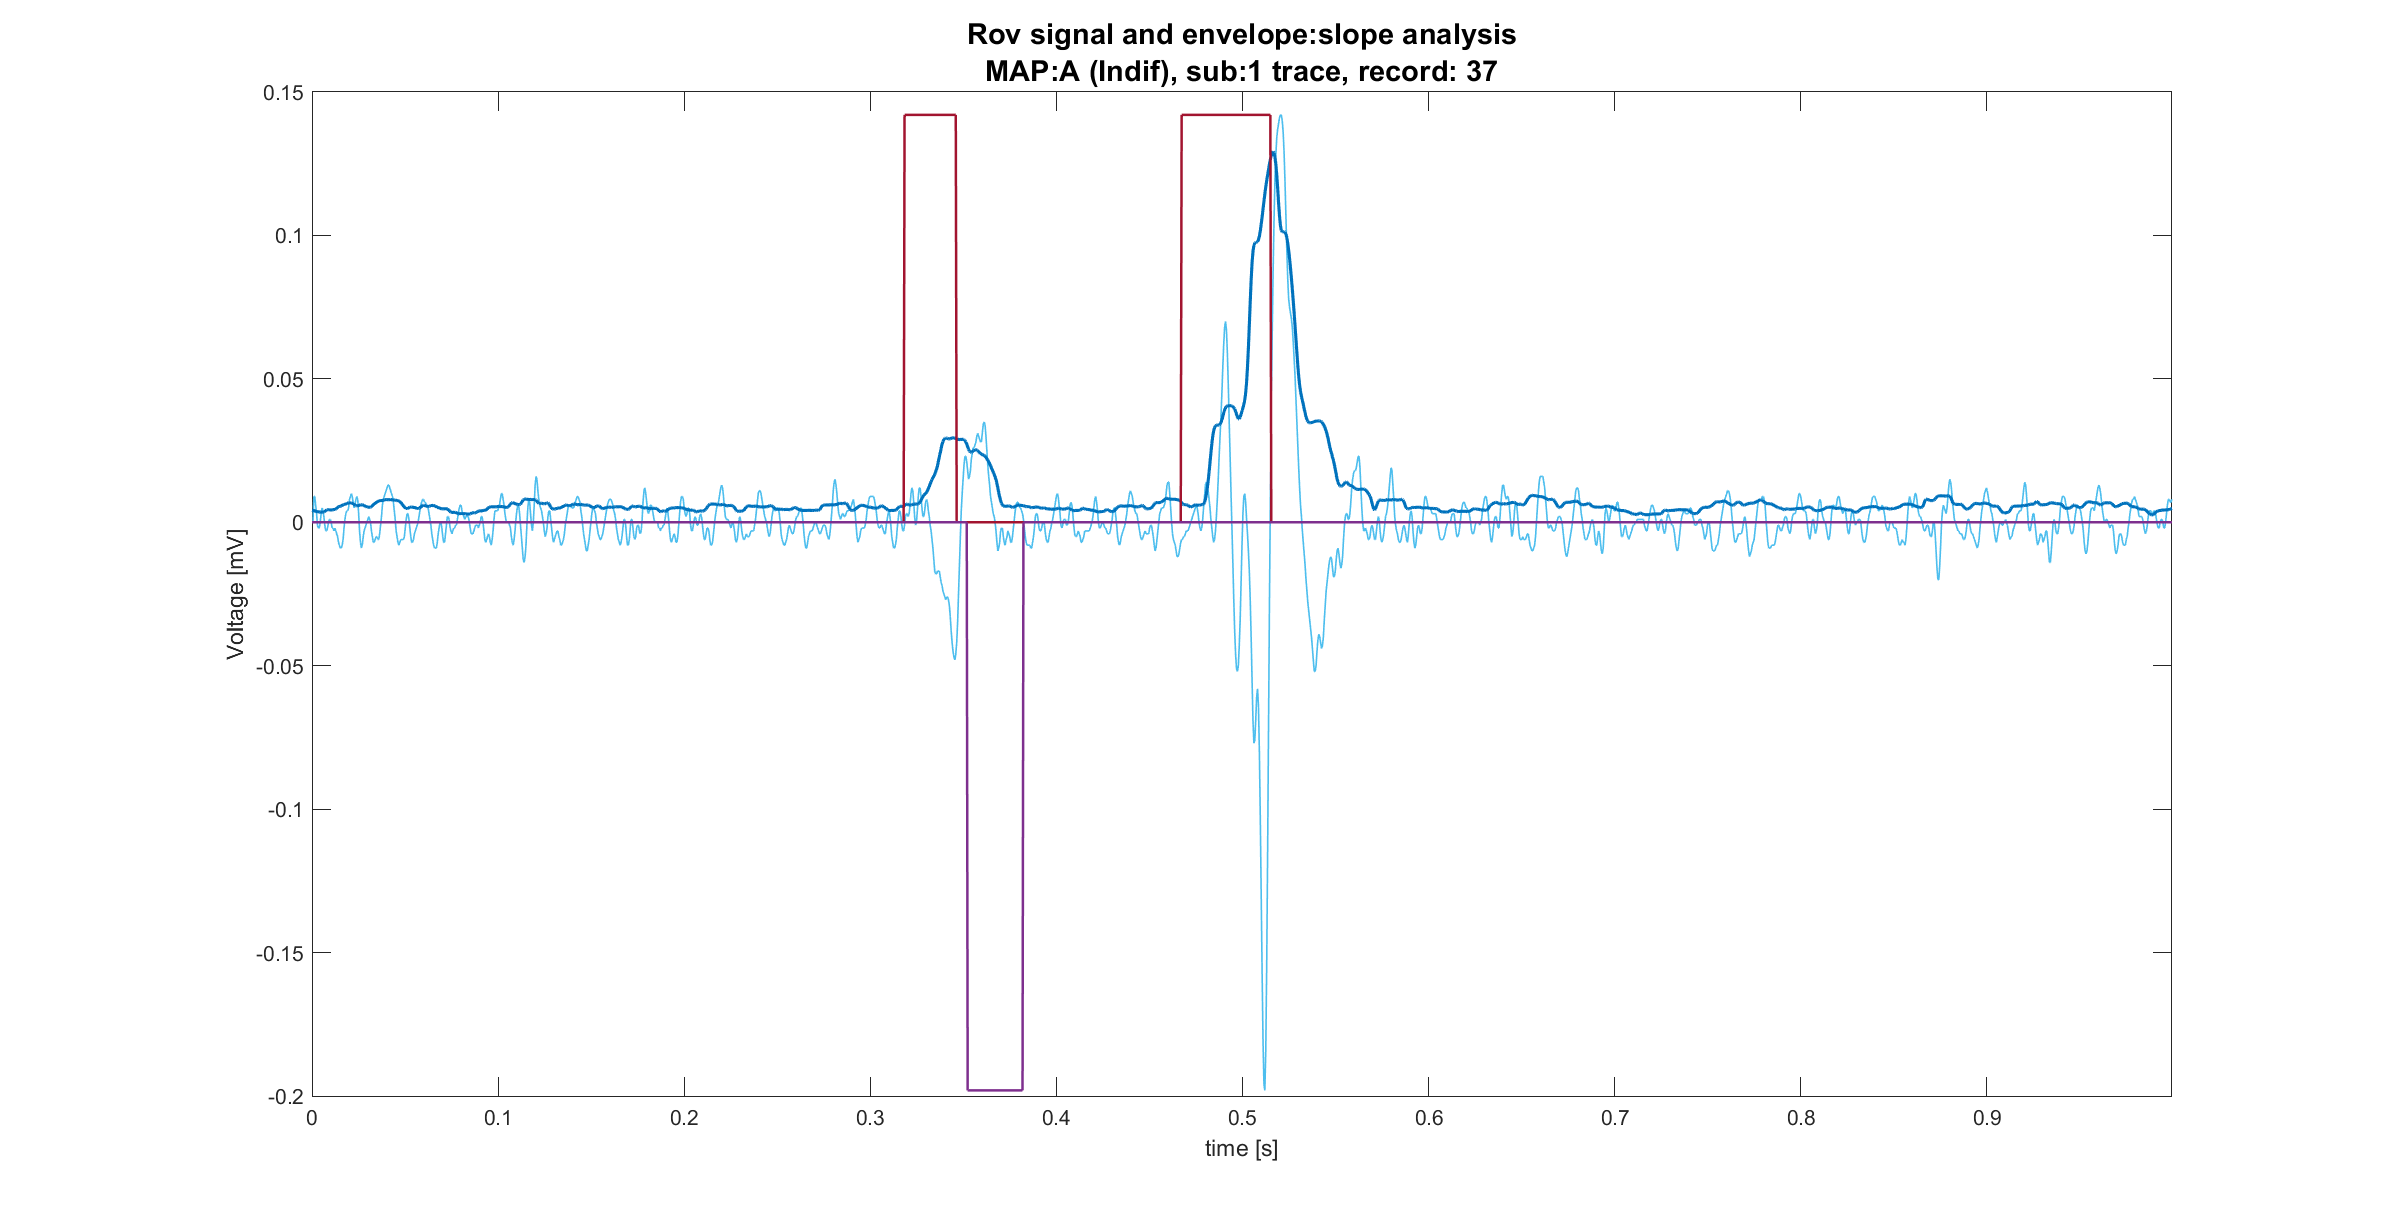 Rov signal and envelope:slope analysis
MAP:A (Indif), sub:1 trace, record: 37
0.15
0.1
0.05
0
-0.05
-0.1
-0.15
-0.2
Voltage [mV]
0 0.1 0.2 0.3 0.4 0.5 0.6 0.7 0.8 0.9
time [s]